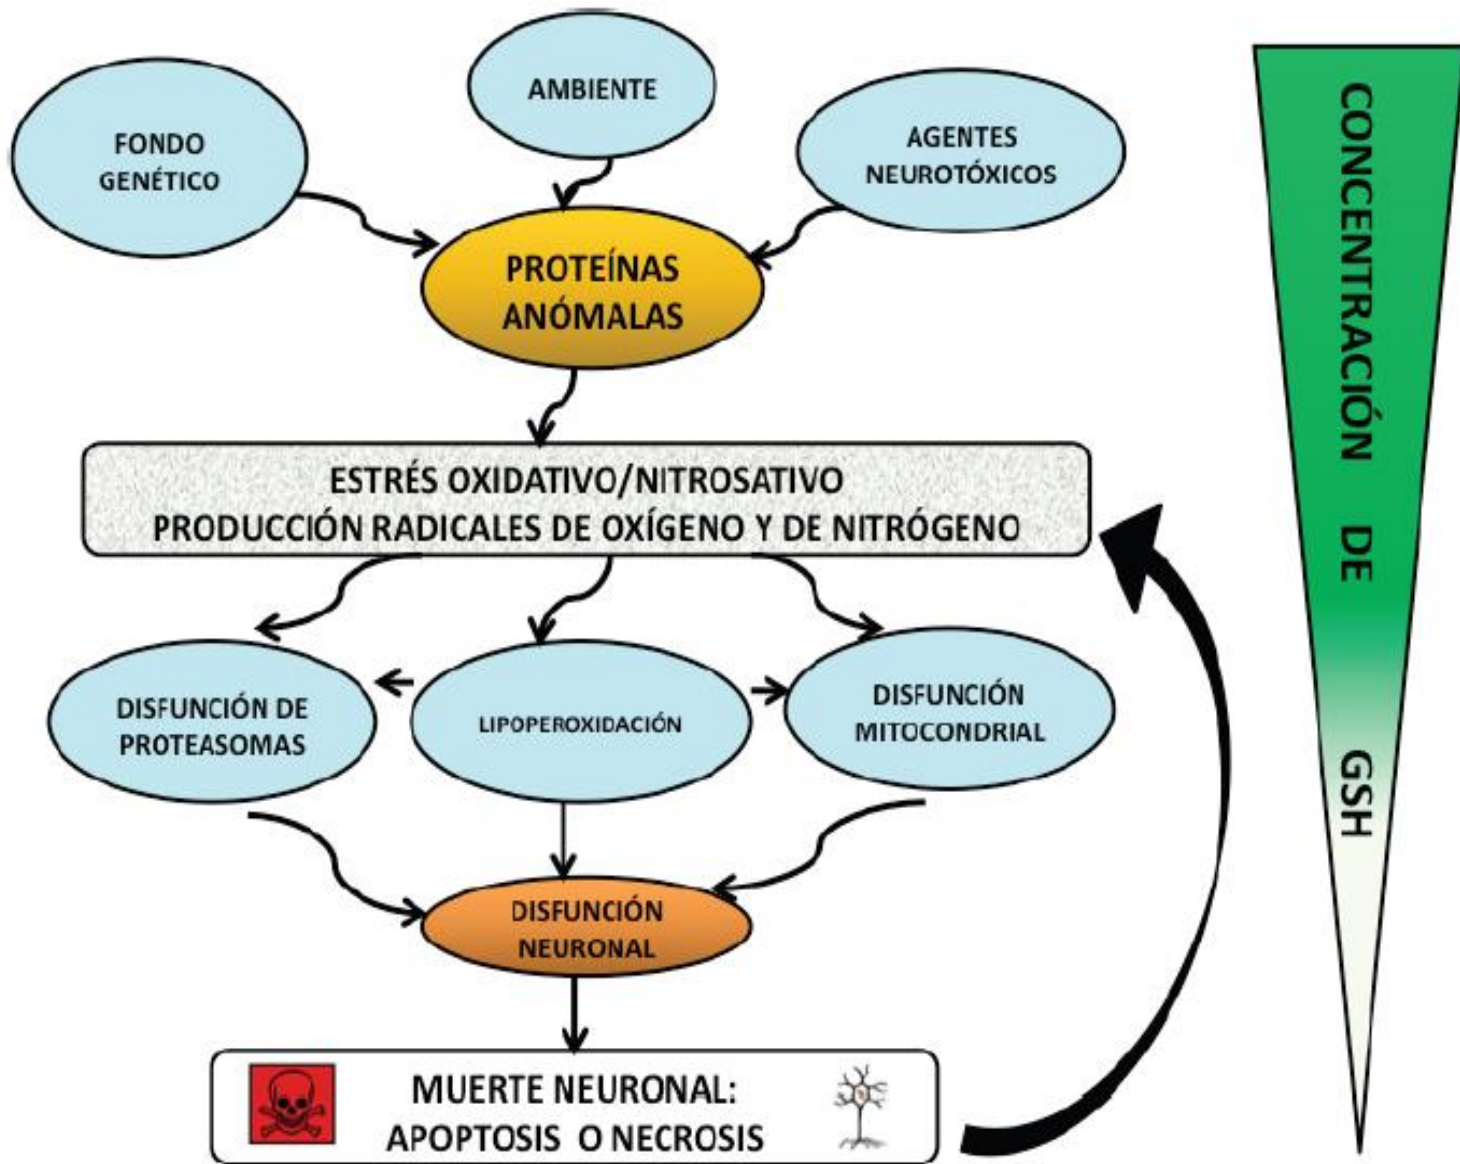 AMBIENTE
FONDO
GENÉTICO
AGENTES
NEUROTÓXICOS
PROTEÍNAS
ANÓMALAS
ESTRÉS OXIDATIVO/NITROSATIVO
PRODUCCIÓN RADICALES DE OXÍGENO Y DE NITRÓGENO
DISFUNCIÓN DE
PROTEASOMAS
LIPOPEROXIDACIÓN
DISFUNCIÓN
MITOCONDRIAL
DISFUNCIÓN
NEURONAL
MUERTE NEURONAL:
APOPTOSIS O NECROSIS
CONCENTRACIÓN DE GSH